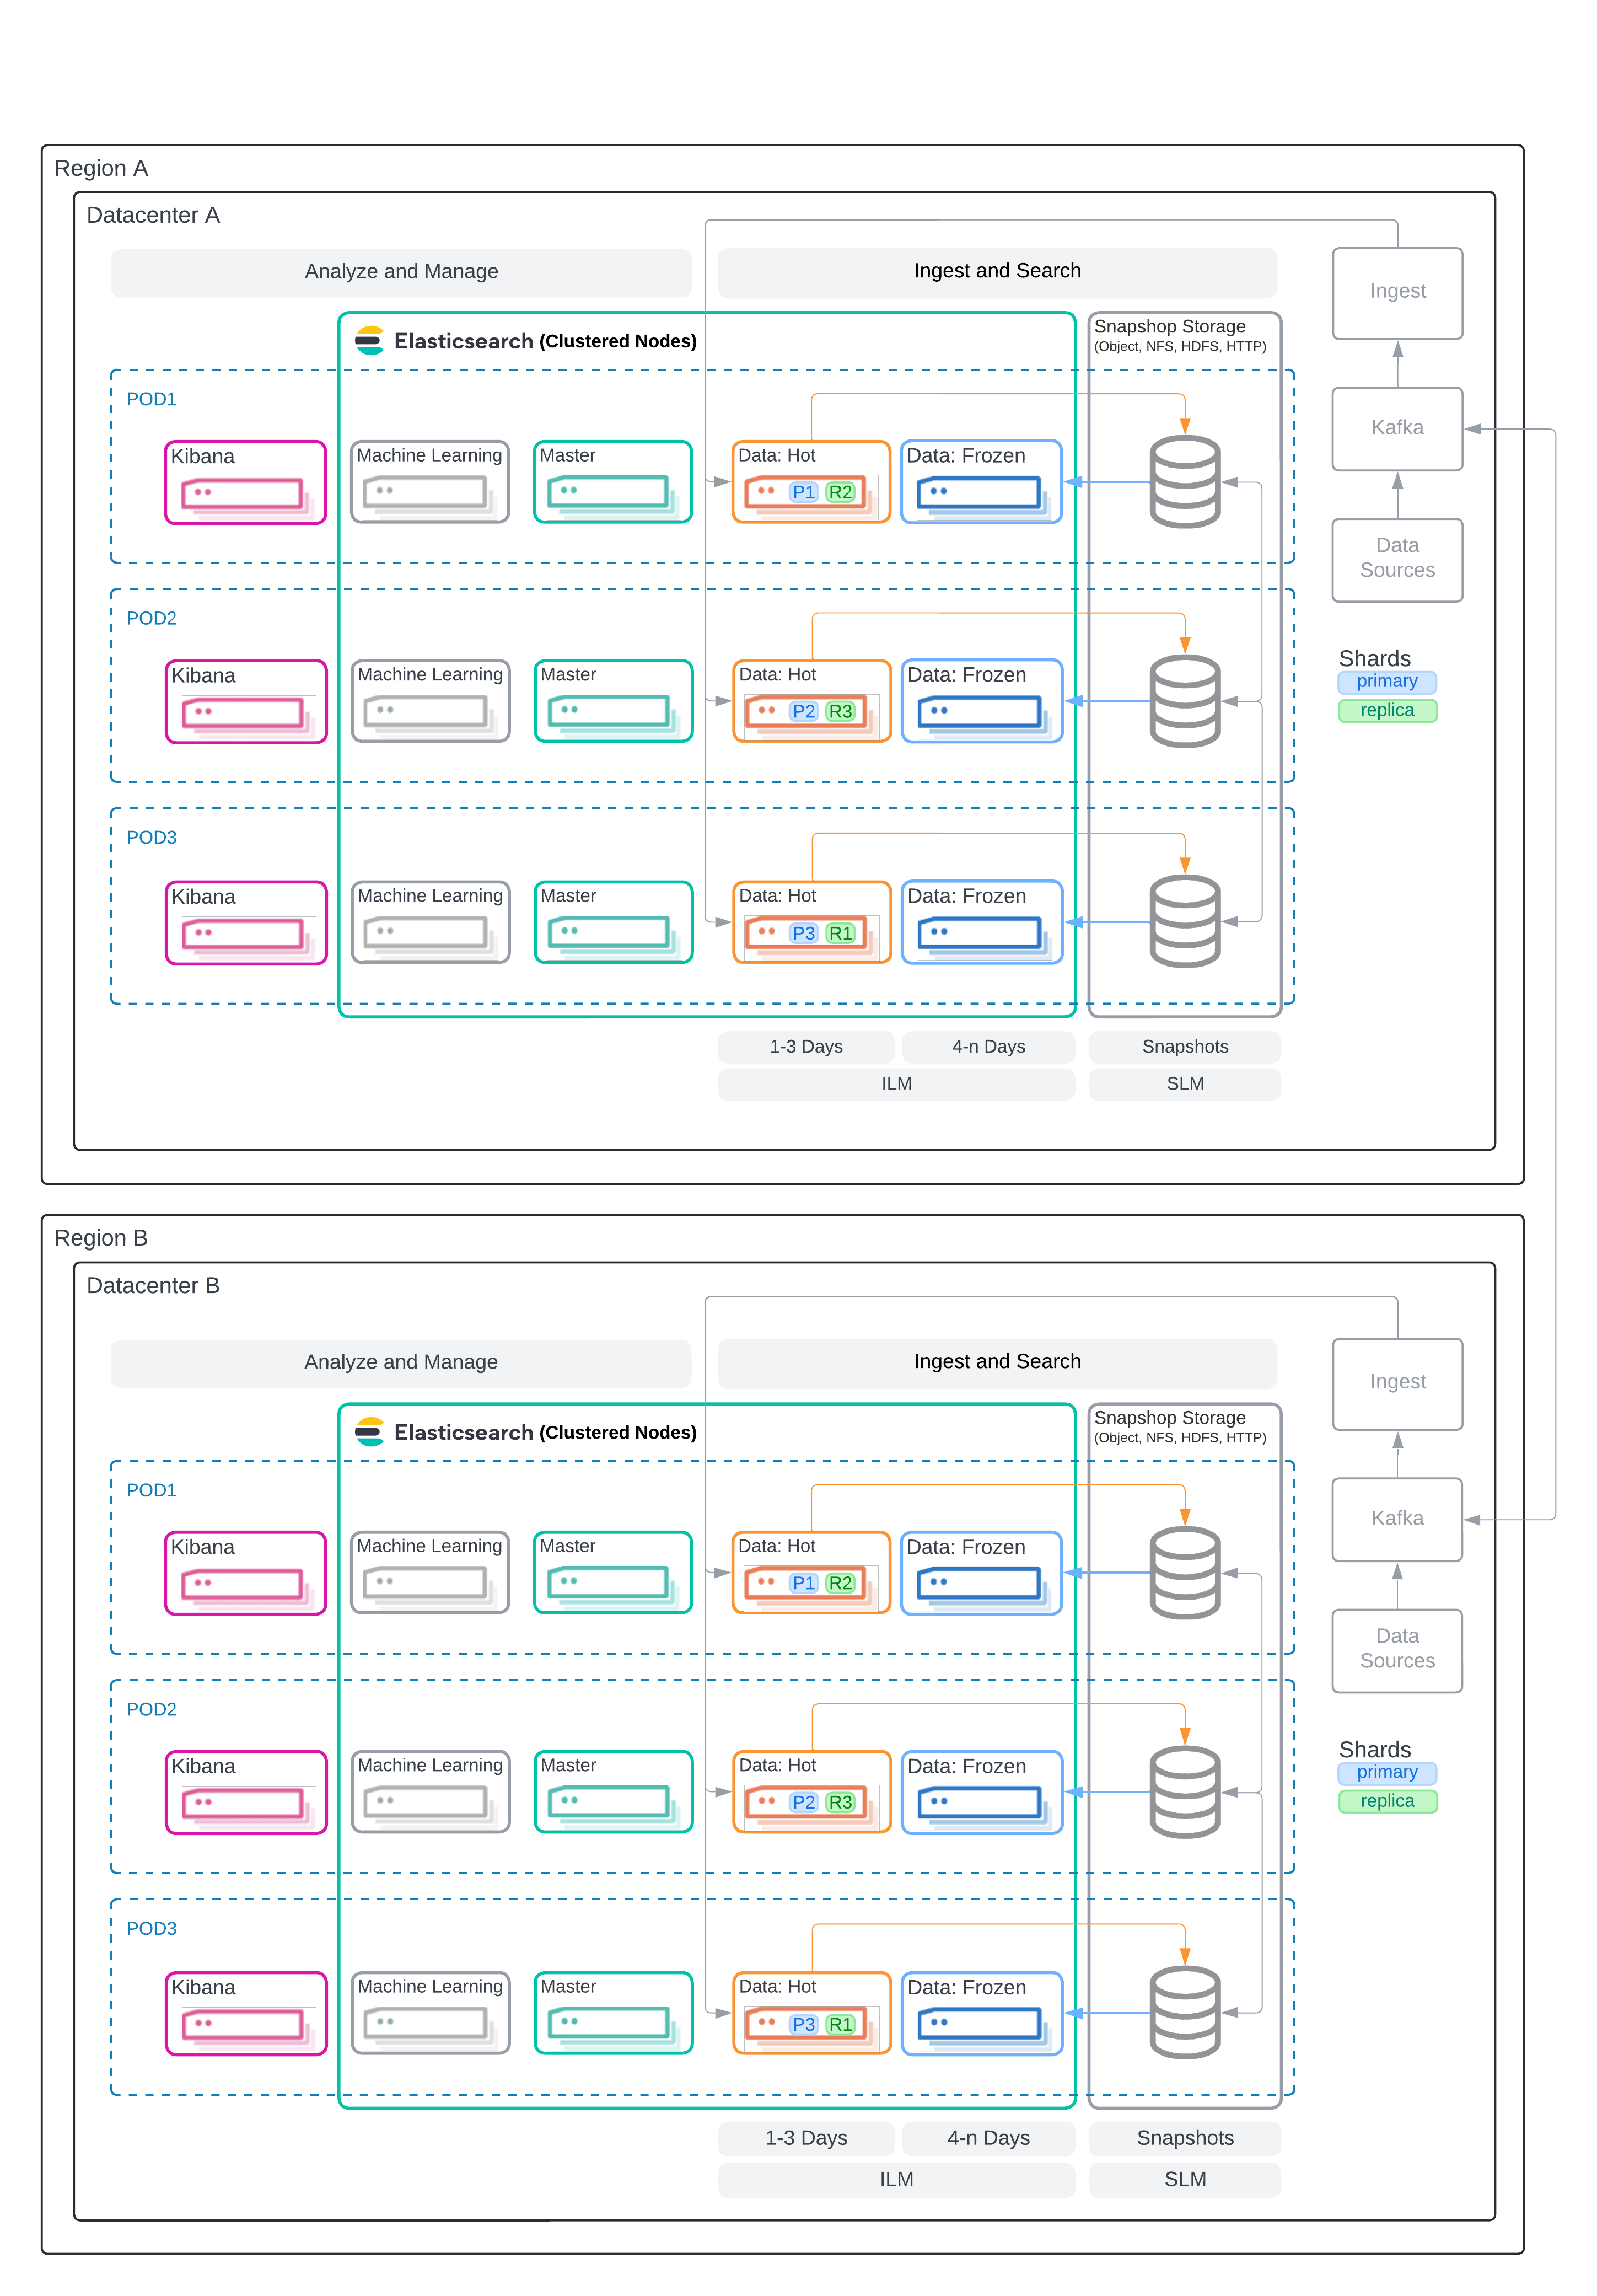 Region A
Datacenter A
Analyze and Manage
Ingest and Search
Ingest
Elasticsearch (Clustered Nodes)
Snapshop Storage
(Object, NFS, HDFS, HTTP)
Kafka
POD1
Kibana
Machine Learning
Master
Data: Hot
P1
R2
Data: Frozen
Data
Sources
POD2
Kibana
Machine Learning
Master
Data: Hot
P2
R3
Data: Frozen
Shards
primary
replica
POD3
Kibana
Machine Learning
Master
Data: Hot
P3
R1
Data: Frozen
1-3 Days
4-n Days
Snapshots
ILM
SLM
Region B
Datacenter B
Analyze and Manage
Ingest and Search
Ingest
Elasticsearch (Clustered Nodes)
Snapshop Storage
(Object, NFS, HDFS, HTTP)
Kafka
POD1
Kibana
Machine Learning
Master
Data: Hot
P1
R2
Data: Frozen
Data
Sources
POD2
Kibana
Machine Learning
Master
Data: Hot
P2
R3
Data: Frozen
Shards
primary
replica
POD3
Kibana
Machine Learning
Master
Data: Hot
P3
R1
Data: Frozen
1-3 Days
4-n Days
Snapshots
ILM
SLM